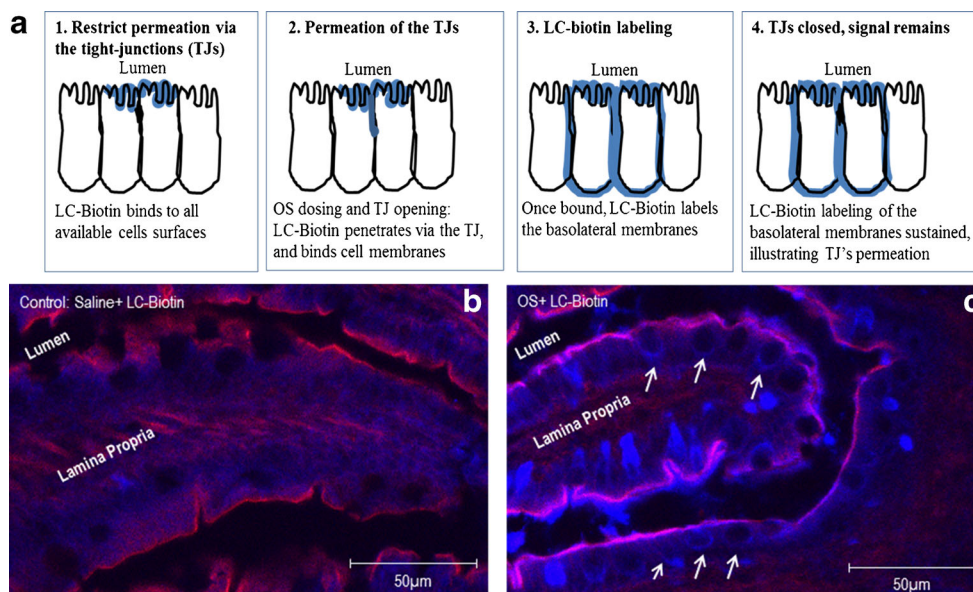 a
1. Restrict permeation via
the tight-junctions (TJs)
Lumen
LC-Biotin binds to all
available cells surfaces
2. Permeation of the TJs
Lumen
OS dosing and TJ opening:
LC-Biotin penetrates via the TJ,
and binds cell membranes
3. LC-biotin labeling
Lumen
Once bound, LC-Biotin labels
the basolateral membranes
4. TJs closed, signal remains
Lumen
LC-Biotin labeling of the
basolateral membranes sustained,
illustrating TJ's permeation
Control: Saline+ LC-Biotin
b
Lumen
Lamina Propria
50µm
OS+ LC-Biotin
c
Lumen
Lamina Propria
50µm